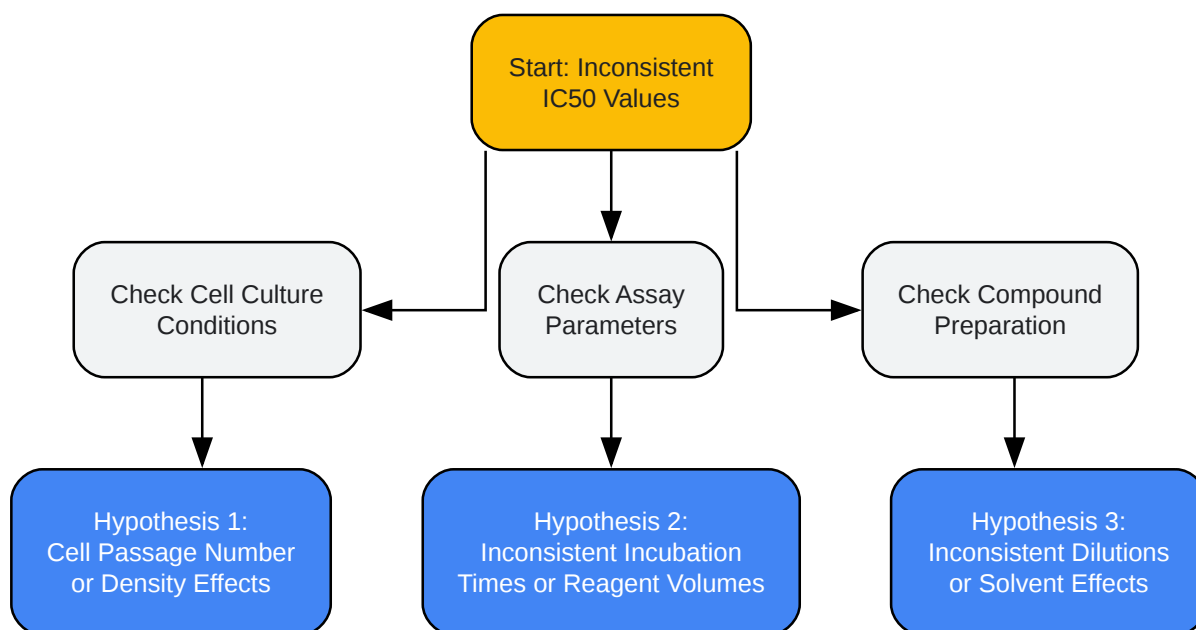 Start: Inconsistent
IC50 Values
Check Cell Culture
Conditions
Check Assay
Parameters
Check Compound
Preparation
Hypothesis 1:
Cell Passage Number
or Density Effects
Hypothesis 2:
Inconsistent Incubation
Times or Reagent Volumes
Hypothesis 3:
Inconsistent Dilutions
or Solvent Effects